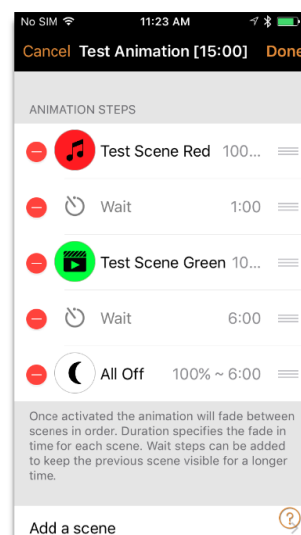 No SIM 11:23 AM
Cancel Test Animation [15:00] Done
ANIMATION STEPS
Test Scene Red 100...
Wait 1:00
Test Scene Green 10...
Wait 6:00
All Off 100% ~ 6:00
Once activated the animation will fade between
scenes in order. Duration specifies the fade in
time for each scene. Wait steps can be added
to keep the previous scene visible for a longer
time.
Add a scene
?